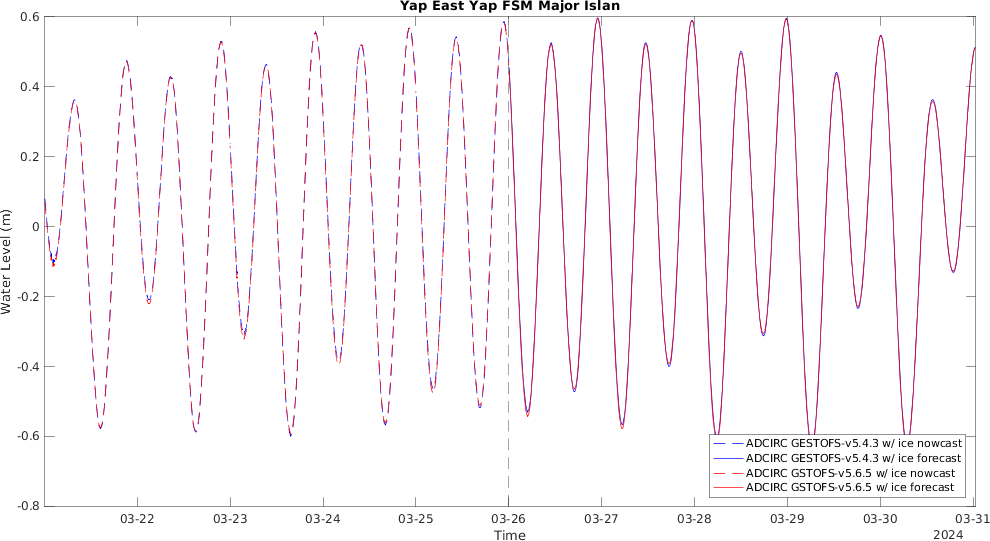 Yap East Yap FSM Major Islan
0.6
0.4
0.2
0
-0.2
-0.4
-0.6
-0.8
Water Level (m)
ADCIRC GESTOFS-v5.4.3 w/ ice nowcast
ADCIRC GESTOFS-v5.4.3 w/ ice forecast
ADCIRC GSTOFS-v5.6.5 w/ ice nowcast
ADCIRC GSTOFS-v5.6.5 w/ ice forecast
03-22 03-23 03-24 03-25 03-26 03-27 03-28 03-29 03-30 03-31
Time
2024